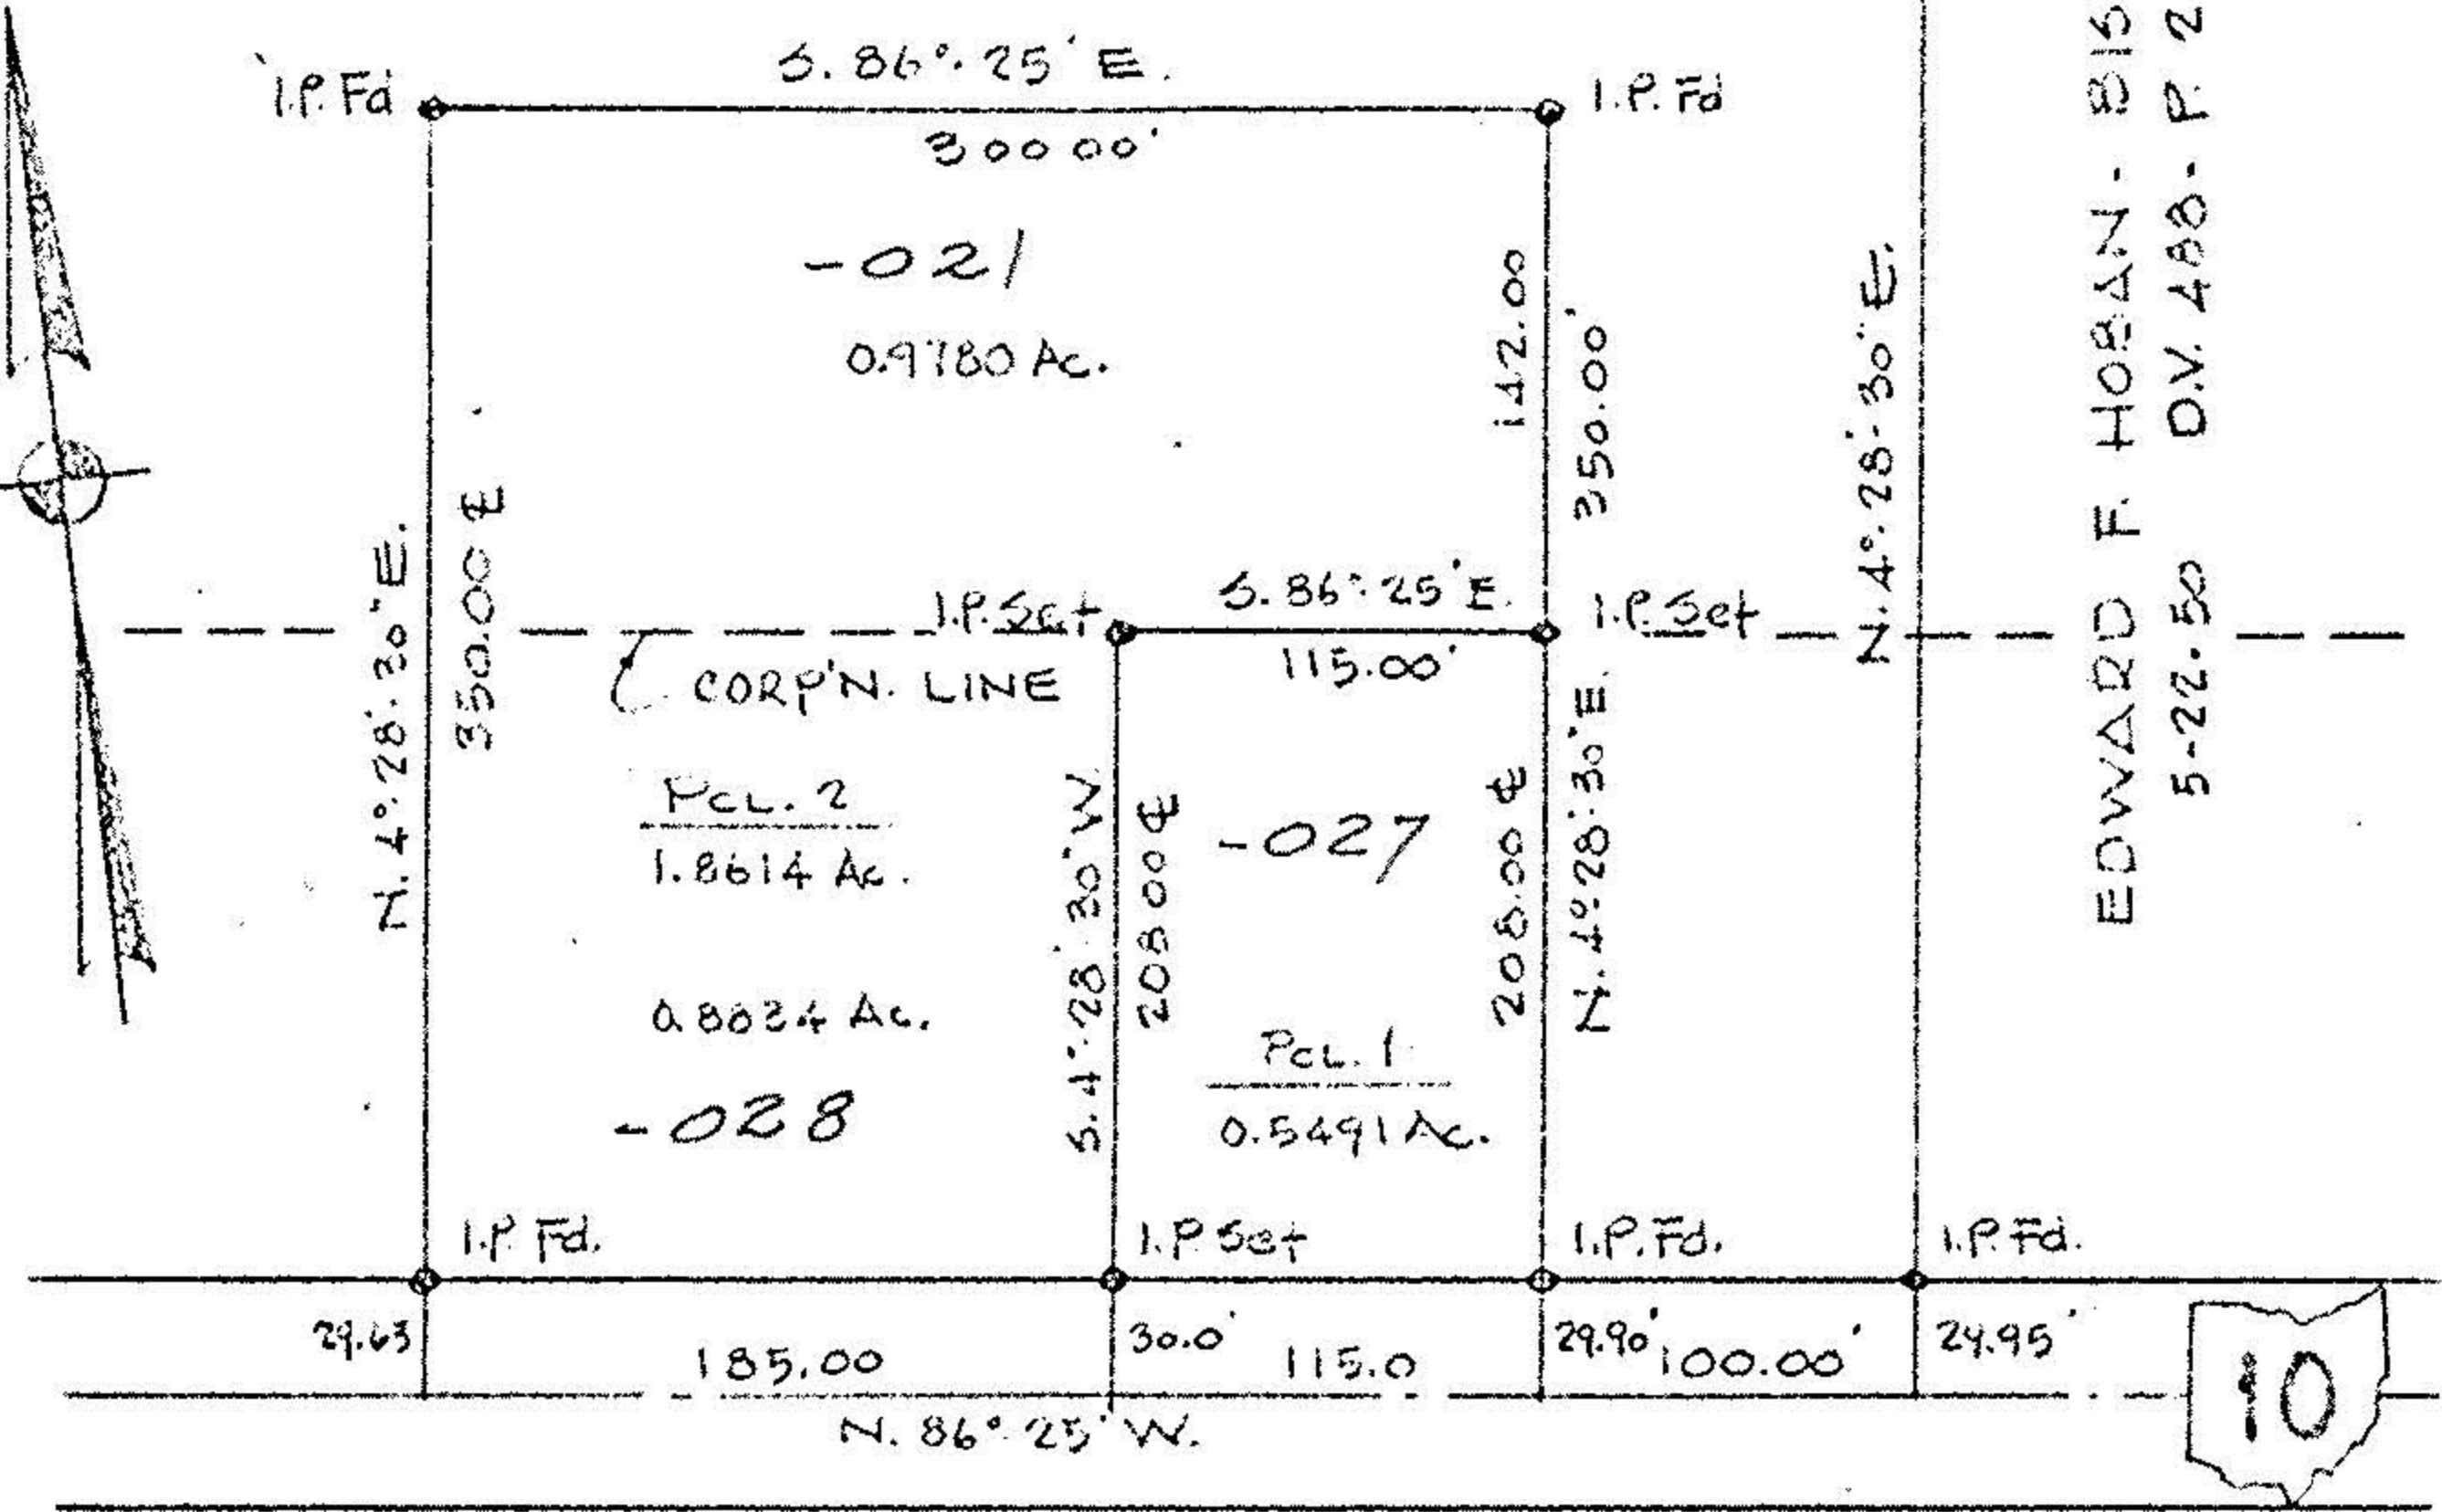 S. 86°. 25' E.
I.P. Fd
I.P. Fd
300 00'
-021
0.9780 Ac.
142.00
350.00'
N. 4°. 28'. 30" E.
350.00 ℄
N. 4°. 28'. 30" E.
I.P. Set
S. 86°. 25' E.
I.P. Set
115.00'
CORP'N. LINE
PCL. 2
1.8614 Ac.
0.8834 Ac.
-028
S. 4°. 28' 30" W.
208 00 ℄
-027
208.00 ℄
N. 4°. 28'. 30" E.
PCL. 1
0.5491 Ac.
I.P. Fd.
I.P. Set
I.P. Fd.
I.P. Fd.
29.63
185.00
30.0'
115.0
29.90'
100.00'
24.95'
N. 86° 25' W.
10
EDWARD F. HOBAN - BIS
5-22-50 D.V. 488- P. 2